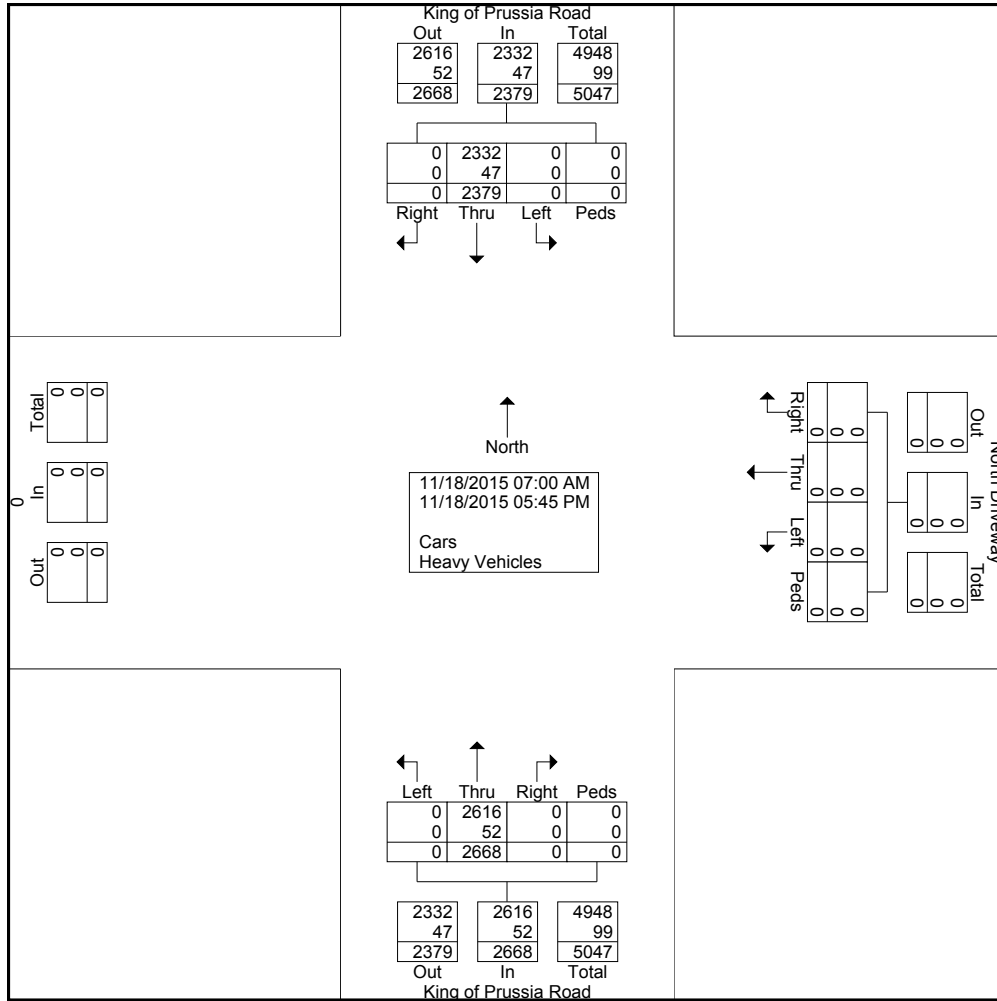 King of Prussia Road
Out In Total
2616 2332 4948
52 47 99
2668 2379 5047
0 2332 0 0
0 47 0 0
0 2379 0 0
Right Thru Left Peds
Total
0 0 0
In
0 0 0
Out
0 0 0
0
North
11/18/2015 07:00 AM
11/18/2015 05:45 PM
Cars
Heavy Vehicles
Right Thru Left Peds
0 0 0 0
0 0 0 0
0 0 0 0
Out In Total
0 0 0
0 0 0
0 0 0
North Driveway
Left Thru Right Peds
0 2616 0 0
0 52 0 0
0 2668 0 0
2332 2616 4948
47 52 99
2379 2668 5047
Out In Total
King of Prussia Road